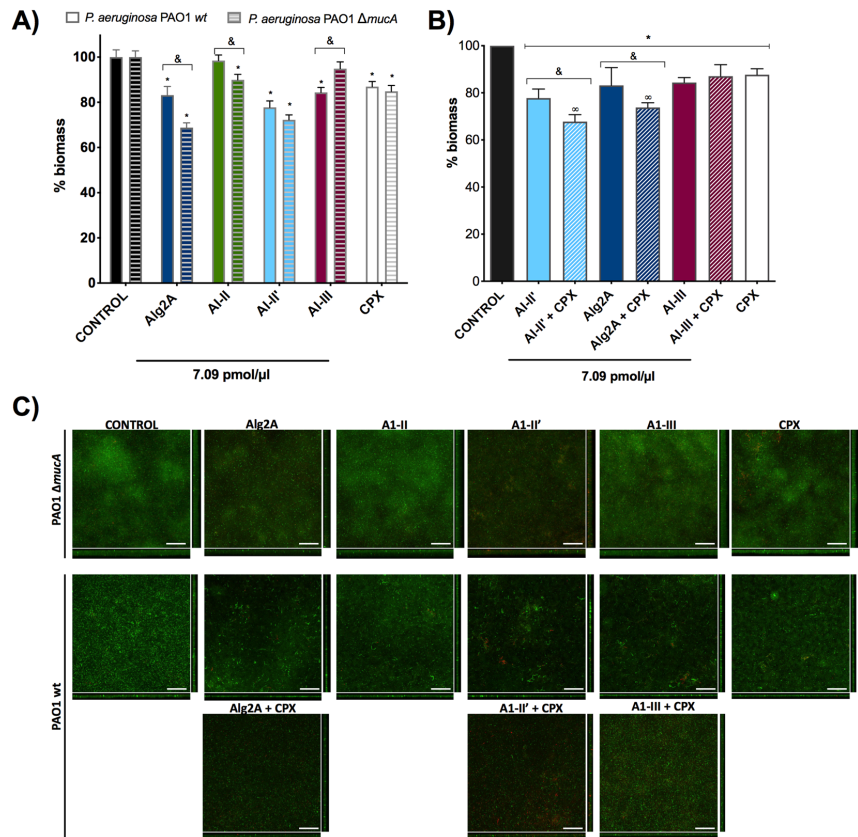 A)
P. aeruginosa PAO1 wt
P. aeruginosa PAO1 ΔmucA
% biomass
100
80
60
40
20
0
&
&
&
*
*
*
*
*
*
*
*
CONTROL
Alg2A
AI-II
AI-II'
AI-III
CPX
7.09 pmol/µl
B)
% biomass
100
80
60
40
20
0
*
&
&
∞
∞
CONTROL
AI-II'
AI-II' + CPX
Alg2A
Alg2A + CPX
AI-III
AI-III + CPX
CPX
7.09 pmol/µl
C)
CONTROL
Alg2A
A1-II
A1-II'
A1-III
CPX
PAO1 ΔmucA
PAO1 wt
Alg2A + CPX
A1-II' + CPX
A1-III + CPX